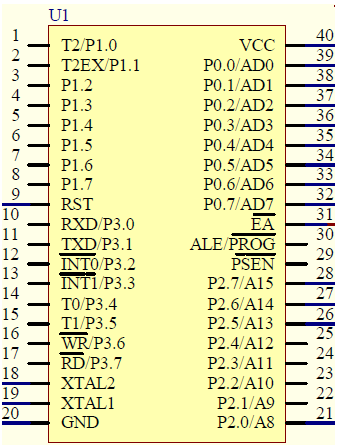 U1
1 T2/P1.0 VCC 40
2 T2EX/P1.1 P0.0/AD0 39
3 P1.2 P0.1/AD1 38
4 P1.3 P0.2/AD2 37
5 P1.4 P0.3/AD3 36
6 P1.5 P0.4/AD4 35
7 P1.6 P0.5/AD5 34
8 P1.7 P0.6/AD6 33
9 RST P0.7/AD7 32
10 RXD/P3.0 EA 31
11 TXD/P3.1 ALE/PROG 30
12 INT0/P3.2 PSEN 29
13 INT1/P3.3 P2.7/A15 28
14 T0/P3.4 P2.6/A14 27
15 T1/P3.5 P2.5/A13 26
16 WR/P3.6 P2.4/A12 25
17 RD/P3.7 P2.3/A11 24
18 XTAL2 P2.2/A10 23
19 XTAL1 P2.1/A9 22
20 GND P2.0/A8 21